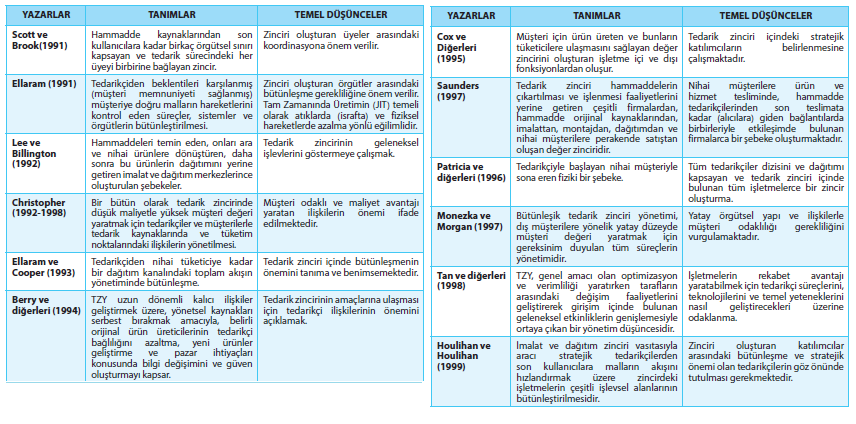 YAZARLAR TANIMLAR TEMEL DÜŞÜNCELER
Scott ve
Brook(1991)
Hammadde kaynaklarından son
kullanıcılara kadar birkaç örgütsel sınırı
kapsayan ve tedarik sürecindeki her
üyeyi birbirine bağlayan zincir.
Zinciri oluşturan üyeler arasındaki
koordinasyona önem verilir.
Ellaram (1991)
Tedarikçiden beklentileri karşılanmış
(müşteri memnuniyeti sağlanmış)
müşteriye doğru malların hareketlerini
kontrol eden süreçler, sistemler ve
örgütlerin bütünleştirilmesi.
Zinciri oluşturan örgütler arasındaki
bütünleşme gerekliliğine önem verilir.
Tam Zamanında Üretimin (JIT) temeli
olarak atıklarda (israfta) ve fiziksel
hareketlerde azalma yönlü eğilimlidir.
Lee ve
Billington
(1992)
Hammaddeleri temin eden, onları ara
ve nihai ürünlere dönüştüren, daha
sonra bu ürünlerin dağıtımını yerine
getiren imalat ve dağıtım merkezlerince
oluşturulan şebekeler.
Tedarik zincirinin geleneksel
işlevlerini göstermeye çalışmak.
Christopher
(1992-1998)
Bir bütün olarak tedarik zincirinde
düşük maliyetle yüksek müşteri değeri
yaratmak için tedarikçiler ve müşterilerle
tedarik kaynaklarında ve tüketim
noktalarındaki ilişkilerin yönetilmesi.
Müşteri odaklı ve maliyet avantajı
yaratan ilişkilerin önemi ifade
edilmektedir.
Ellaram ve
Cooper (1993)
Tedarikçiden nihai tüketiciye kadar
bir dağıtım kanalındaki toplam akışın
yönetiminde bütünleşme.
Tedarik zinciri içinde bütünleşmenin
önemini tanıma ve benimsemektedir.
Berry ve
diğerleri (1994)
TZY uzun dönemli kalıcı ilişkiler
geliştirmek üzere, yönetsel kaynakları
serbest bırakmak amacıyla, belirli
orijinal ürün üreticilerinin tedarikçi
bağlılığını azaltma, yeni ürünler
geliştirme ve pazar ihtiyaçları
konusunda bilgi değişimini ve güven
oluşturmayı kapsar.
Tedarik zincirinin amaçlarına ulaşması
için tedarikçi ilişkilerinin önemini
açıklamak.
YAZARLAR TANIMLAR TEMEL DÜŞÜNCELER
Cox ve
Diğerleri
(1995)
Müşteri için ürün üreten ve bunların
tüketicilere ulaşmasını sağlayan değer
zincirini oluşturan işletme içi ve dışı
fonksiyonlardan oluşur.
Tedarik zinciri içindeki stratejik
katılımcıların belirlenmesine
çalışmaktadır.
Saunders
(1997)
Tedarik zinciri hammaddelerin
çıkartılması ve işlenmesi faaliyetlerini
yerine getiren çeşitli firmalardan,
hammadde orijinal kaynaklarından,
imalattan, montajdan, dağıtımdan ve
nihai müşterilere perakende satıştan
oluşan değer zinciridir.
Nihai müşterilere ürün ve
hizmet tesliminde, hammadde
tedarikçilerinden son teslimata
kadar (alıcılara) giden bağlantılarda
birbirleriyle etkileşimde bulunan
firmalarca bir şebeke oluşturmaktadır.
Patricia ve
diğerleri (1996)
Tedarikçiyle başlayan nihai müşteriyle
sona eren fiziki bir şebeke.
Tüm tedarikçiler dizisini ve dağıtımı
kapsayan ve tedarik zinciri içinde
bulunan tüm işletmelerce bir zincir
oluşturma.
Monezka ve
Morgan (1997)
Bütünleşik tedarik zinciri yönetimi,
dış müşterilere yönelik yatay düzeyde
müşteri değeri yaratmak için
gereksinim duyulan tüm süreçlerin
yönetimidir.
Yatay örgütsel yapı ve ilişkilerle
müşteri odaklılığı gerekliliğini
vurgulamaktadır.
Tan ve diğerleri
(1998)
TZY, genel amacı olan optimizasyon
ve verimliliği yaratırken tarafların
arasındaki değişim faaliyetlerini
geliştirerek girişim içinde bulunan
geleneksel etkinliklerin genişlemesiyle
ortaya çıkan bir yönetim düşüncesidir.
İşletmelerin rekabet avantajı
yaratabilmek için tedarikçi süreçlerini,
teknolojilerini ve temel yeteneklerini
nasıl geliştirecekleri üzerine
odaklanma.
Houlihan ve
Houlihan
(1999)
İmalat ve dağıtım zinciri vasıtasıyla
aracı stratejik tedarikçilerden
son kullanıcılara malların akışını
hızlandırmak üzere zincirdeki
işletmelerin çeşitli işlevsel alanlarının
bütünleştirilmesidir.
Zinciri oluşturan katılımcılar
arasındaki bütünleşme ve stratejik
önemi olan tedarikçilerin göz önünde
tutulması gerekmektedir.